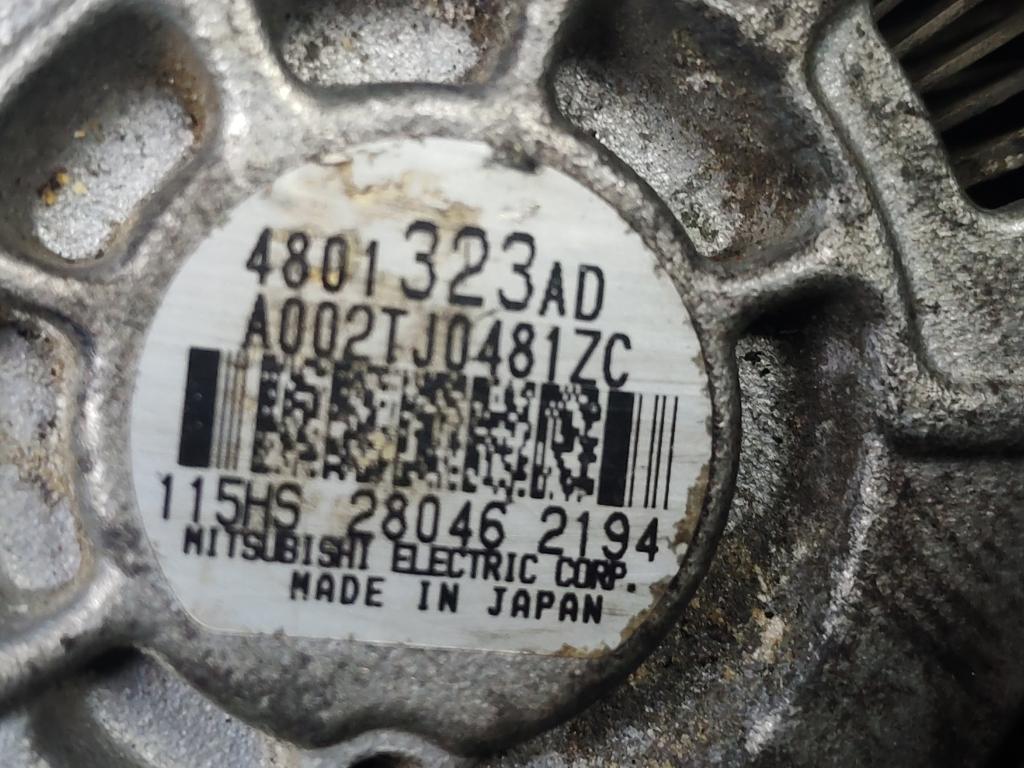 4801323AD
A002TJ0481ZC
115HS 28046 2194
MITSUBISHI ELECTRIC CORP.
MADE IN JAPAN